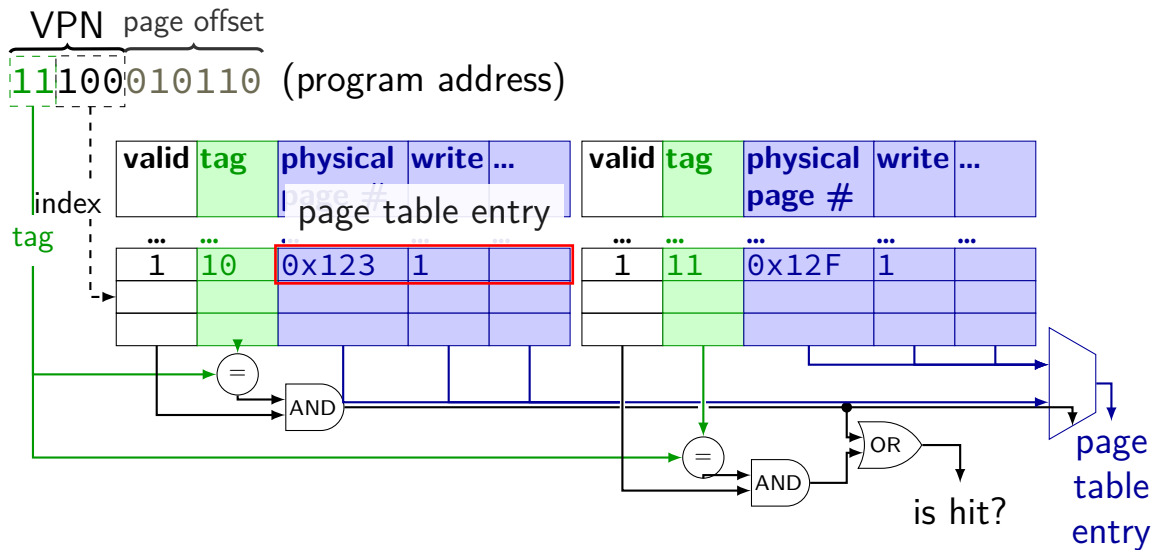 VPN page offset
11100010110 (program address)
index
tag
valid tag physical page # write ... valid tag physical page # write ...
page table entry
... ... ... ... ... ... ... ... ... ...
1 10 0x123 1 1 11 0x12F 1
=
AND
=
AND
OR
is hit?
page
table
entry